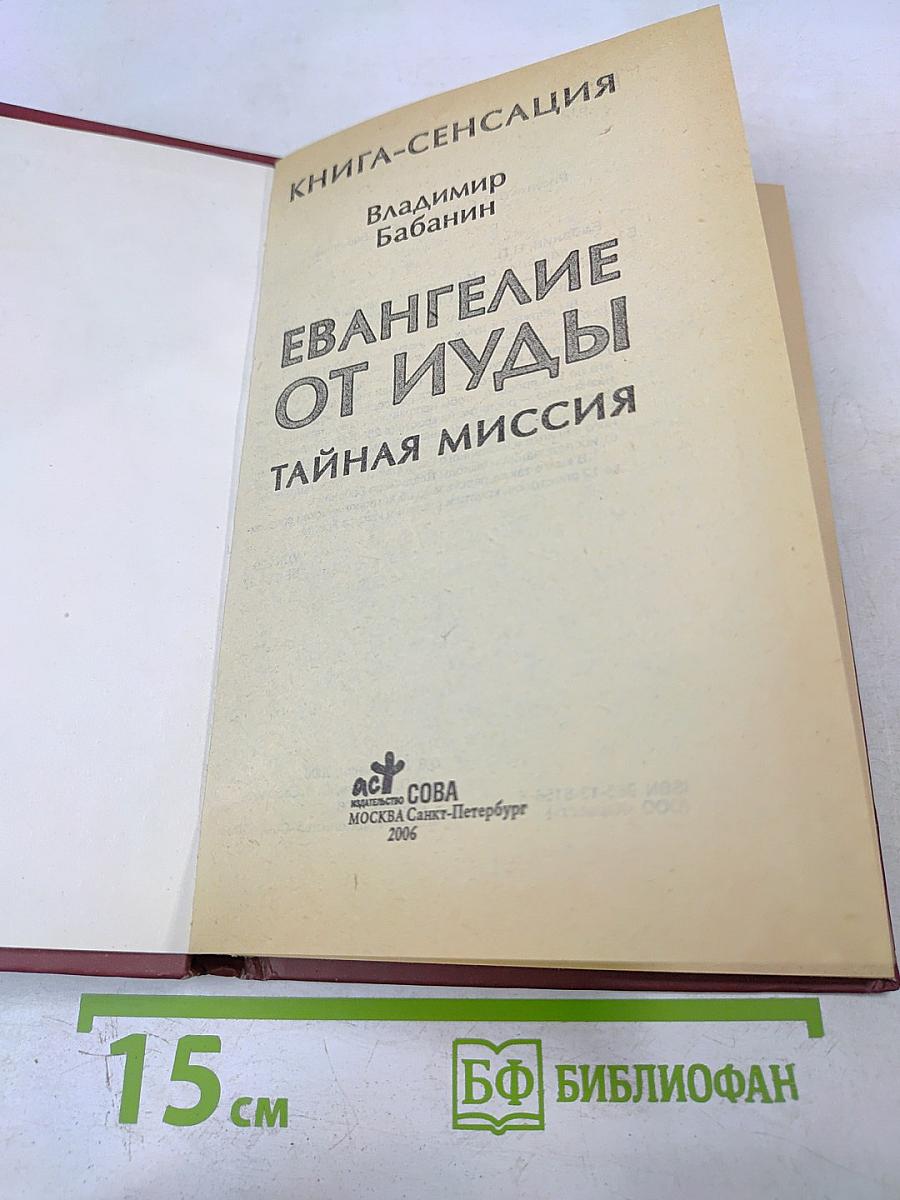 КНИГА-СЕНСАЦИЯ
Владимир
Бабанин
ЕВАНГЕЛИЕ
ОТ ИУДЫ
ТАЙНАЯ МИССИЯ
аст
ИЗДАТЕЛЬСТВО СОВА
МОСКВА Санкт-Петербург
2006
15 см
БФ БИБЛИОФАН